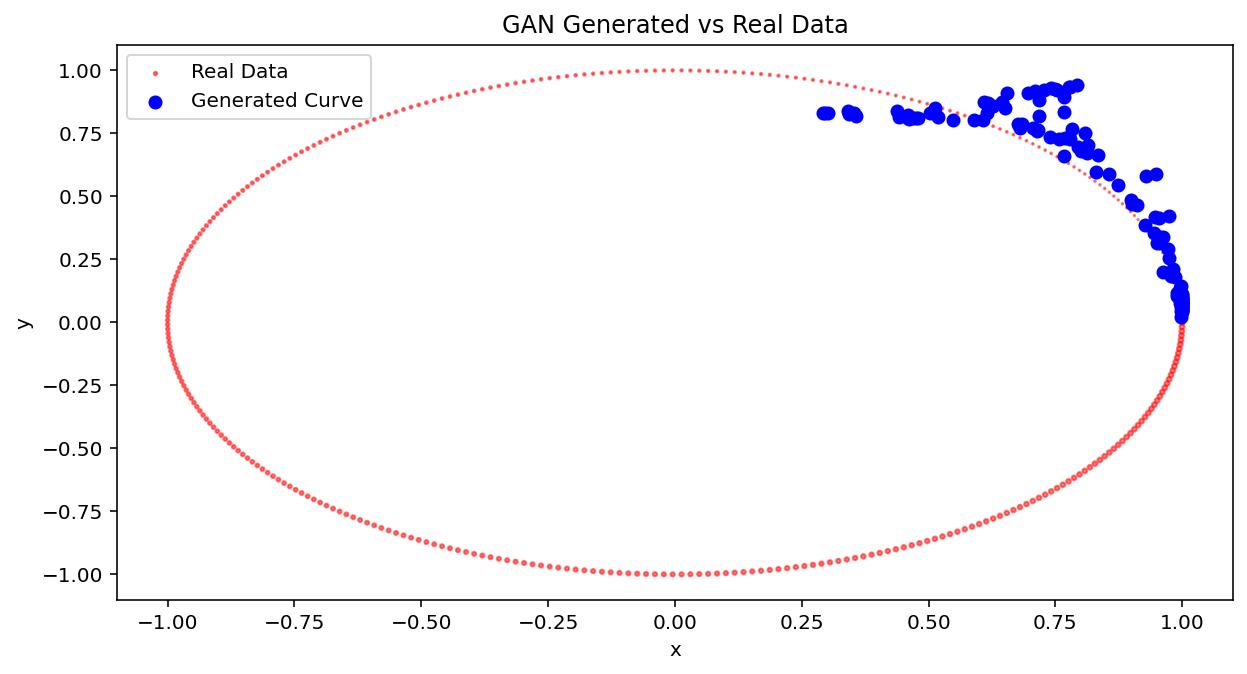 GAN Generated vs Real Data
Real Data
Generated Curve
1.00
0.75
0.50
0.25
0.00
−0.25
−0.50
−0.75
−1.00
y
−1.00 −0.75 −0.50 −0.25 0.00 0.25 0.50 0.75 1.00
x